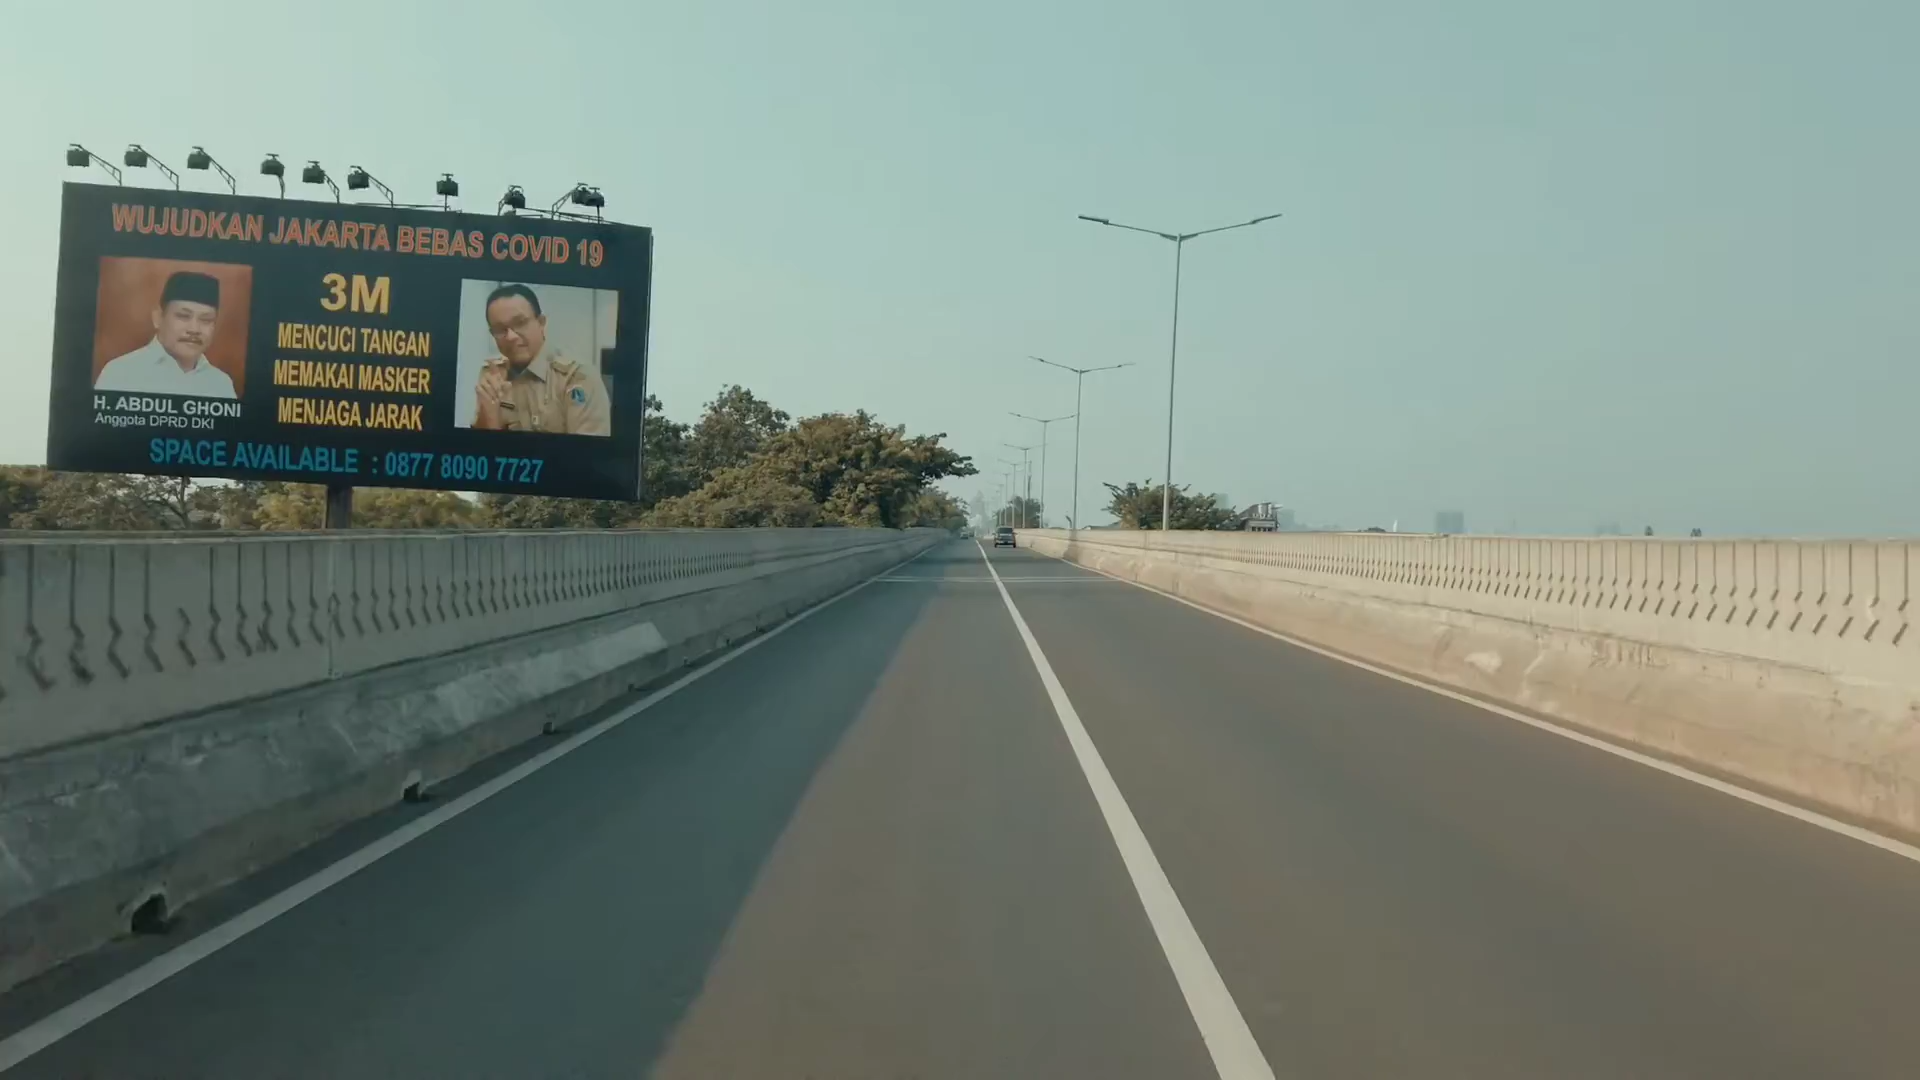 WUJUDKAN JAKARTA BEBAS COVID 19
3M
MENCUCI TANGAN
MEMAKAI MASKER
MENJAGA JARAK
H. ABDUL GHONI
Anggota DPRD DKI
SPACE AVAILABLE : 0877 8090 7727